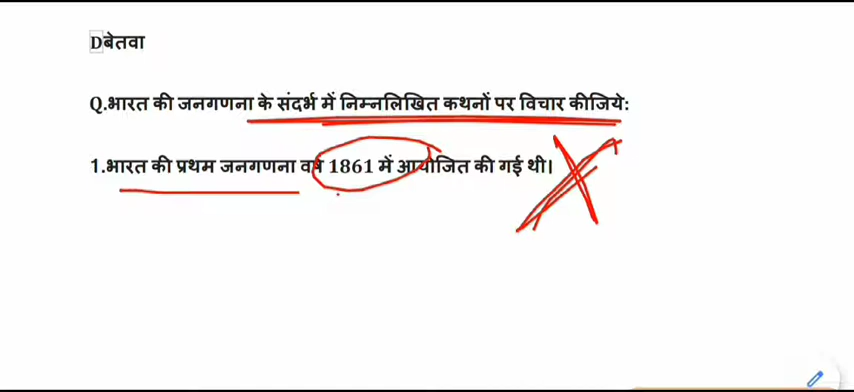 Dबेतवा
Q.भारत की जनगणना के संदर्भ में निम्नलिखित कथनों पर विचार कीजिये:
1.भारत की प्रथम जनगणना वर्ष 1861 में आयोजित की गई थी।